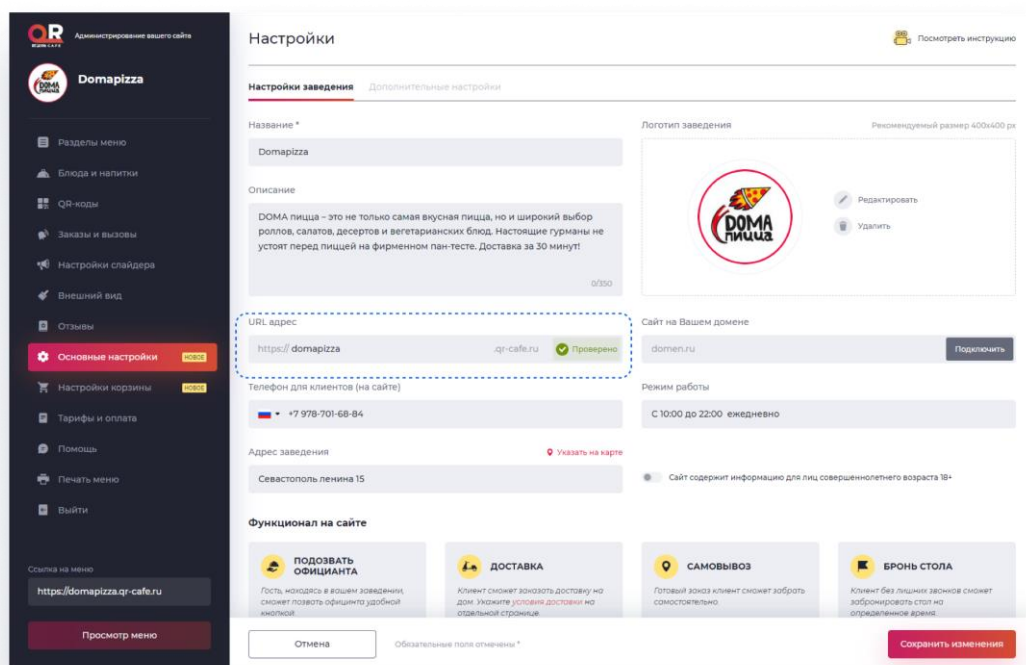 QR
RESTO-CAFE
Администрирование вашего сайта
DOMA
ПИЦЦА
Domapizza
Разделы меню
Блюда и напитки
QR-коды
Заказы и вызовы
Настройки слайдера
Внешний вид
Отзывы
Основные настройки НОВОЕ
Настройки корзины НОВОЕ
Тарифы и оплата
Помощь
Печать меню
Выйти
Ссылка на меню
https://domapizza.qr-cafe.ru
Просмотр меню
Настройки
Посмотреть инструкцию
Настройки заведения Дополнительные настройки
Название *
Domapizza
Описание
DOMA пицца – это не только самая вкусная пицца, но и широкий выбор
роллов, салатов, десертов и вегетарианских блюд. Настоящие гурманы не
устоят перед пиццей на фирменном пан-тесте. Доставка за 30 минут!
0/350
Логотип заведения Рекомендуемый размер 400x400 px
DOMA
ПИЦЦА
Редактировать
Удалить
URL адрес
https:// domapizza .qr-cafe.ru Проверено
Сайт на Вашем домене
domen.ru Подключить
Телефон для клиентов (на сайте)
+7 978-701-68-84
Режим работы
С 10:00 до 22:00 ежедневно
Адрес заведения Указать на карте
Севастополь ленина 15
Сайт содержит информацию для лиц совершеннолетнего возраста 18+
Функционал на сайте
ПОДОЗВАТЬ
ОФИЦИАНТА
Гость, находясь в вашем заведении,
сможет позвать официнта удобной
кнопкой
ДОСТАВКА
Клиент сможет заказать доставку на
дом. Укажите условия доставки на
отдельной странице.
САМОВЫВОЗ
Готовый заказ клиент сможет забрать
самостоятельно.
БРОНЬ СТОЛА
Клиент без лишних звонков сможет
забронировать стол на
определенное время.
Отмена
Обязательные поля отмечены *
Сохранить изменения